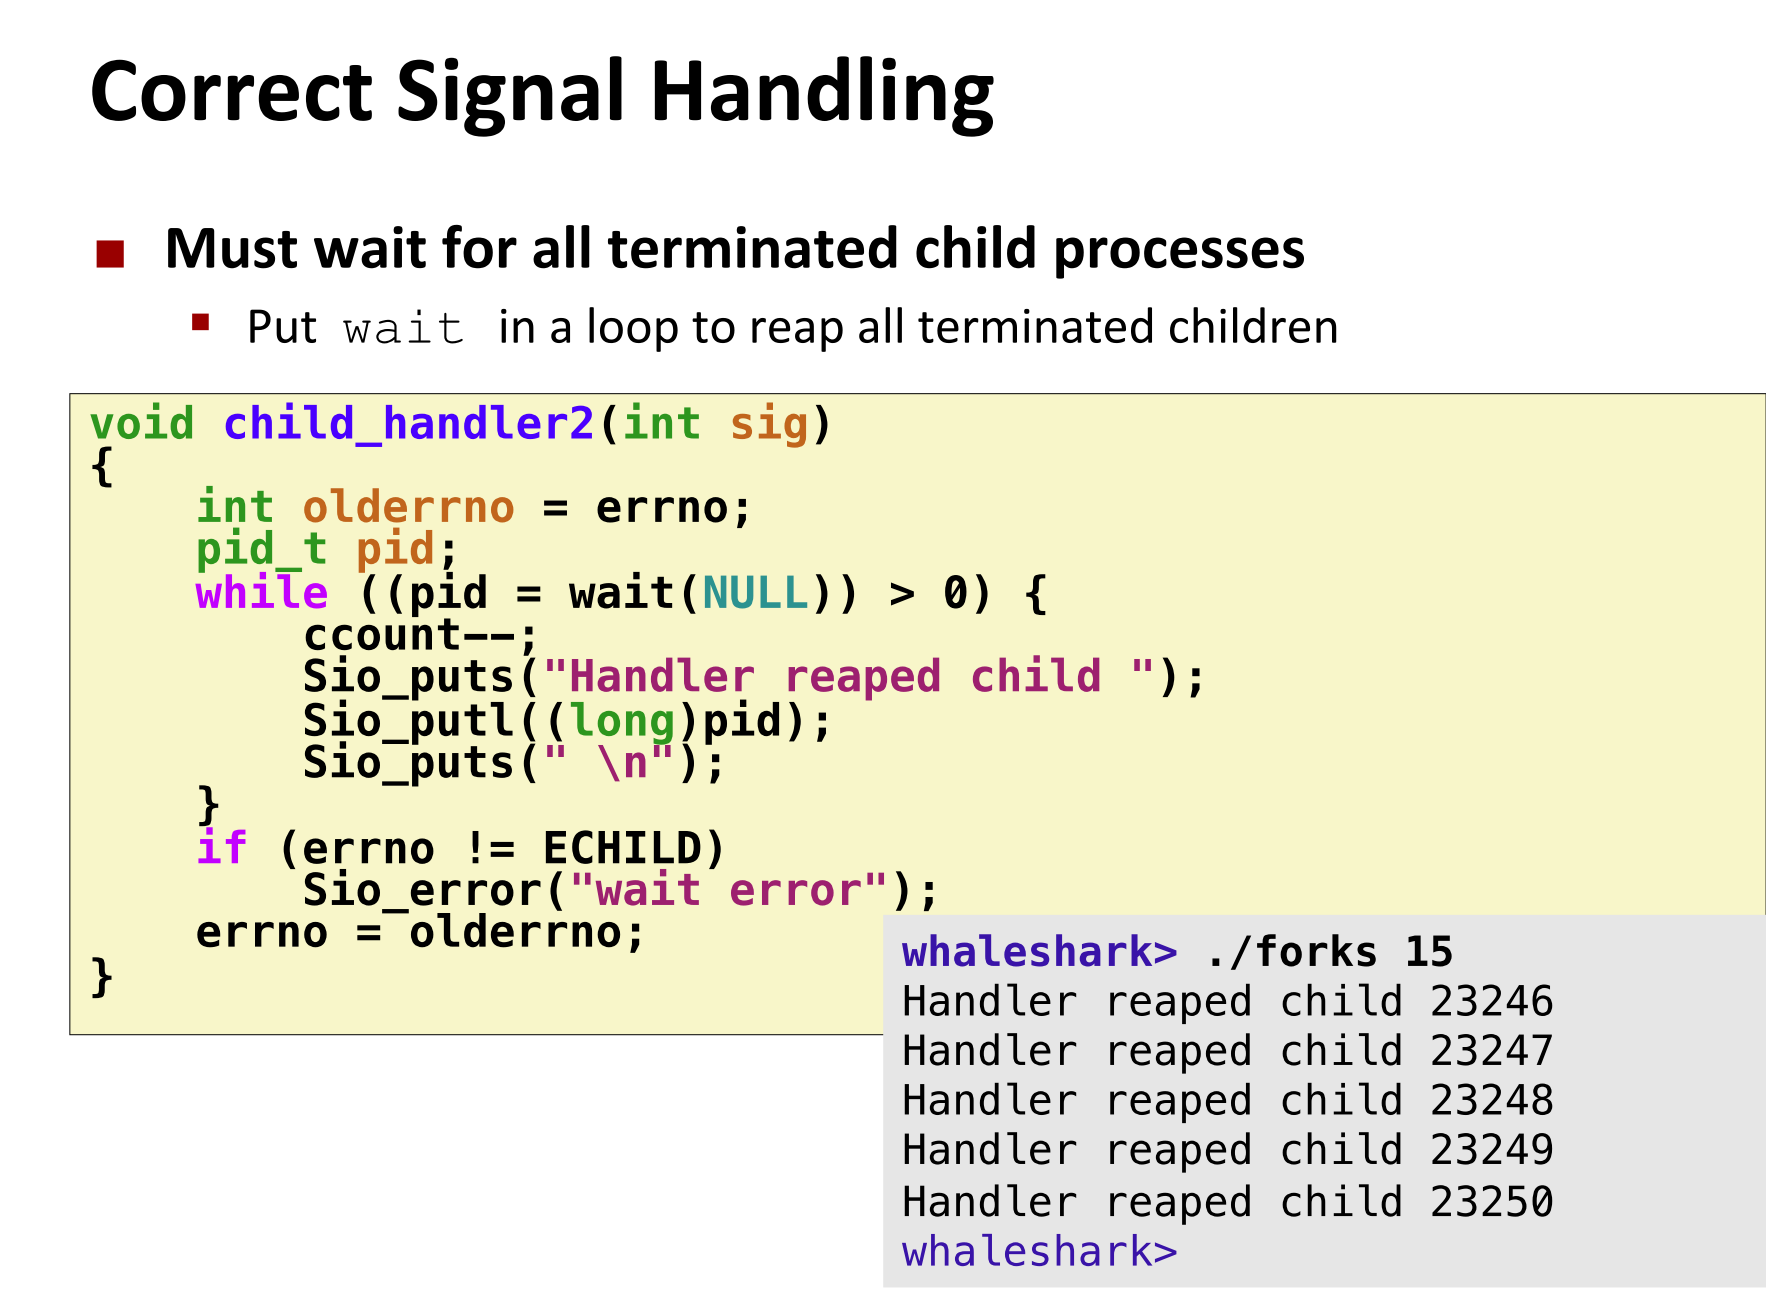 Correct Signal Handling
Must wait for all terminated child processes
Put wait in a loop to reap all terminated children
void child_handler2(int sig)
{
    int olderrno = errno;
    pid_t pid;
    while ((pid = wait(NULL)) > 0) {
        ccount--;
        Sio_puts("Handler reaped child ");
        Sio_putl((long)pid);
        Sio_puts(" \n");
    }
    if (errno != ECHILD)
        Sio_error("wait error");
    errno = olderrno;
}
whaleshark> ./forks 15
Handler reaped child 23246
Handler reaped child 23247
Handler reaped child 23248
Handler reaped child 23249
Handler reaped child 23250
whaleshark>